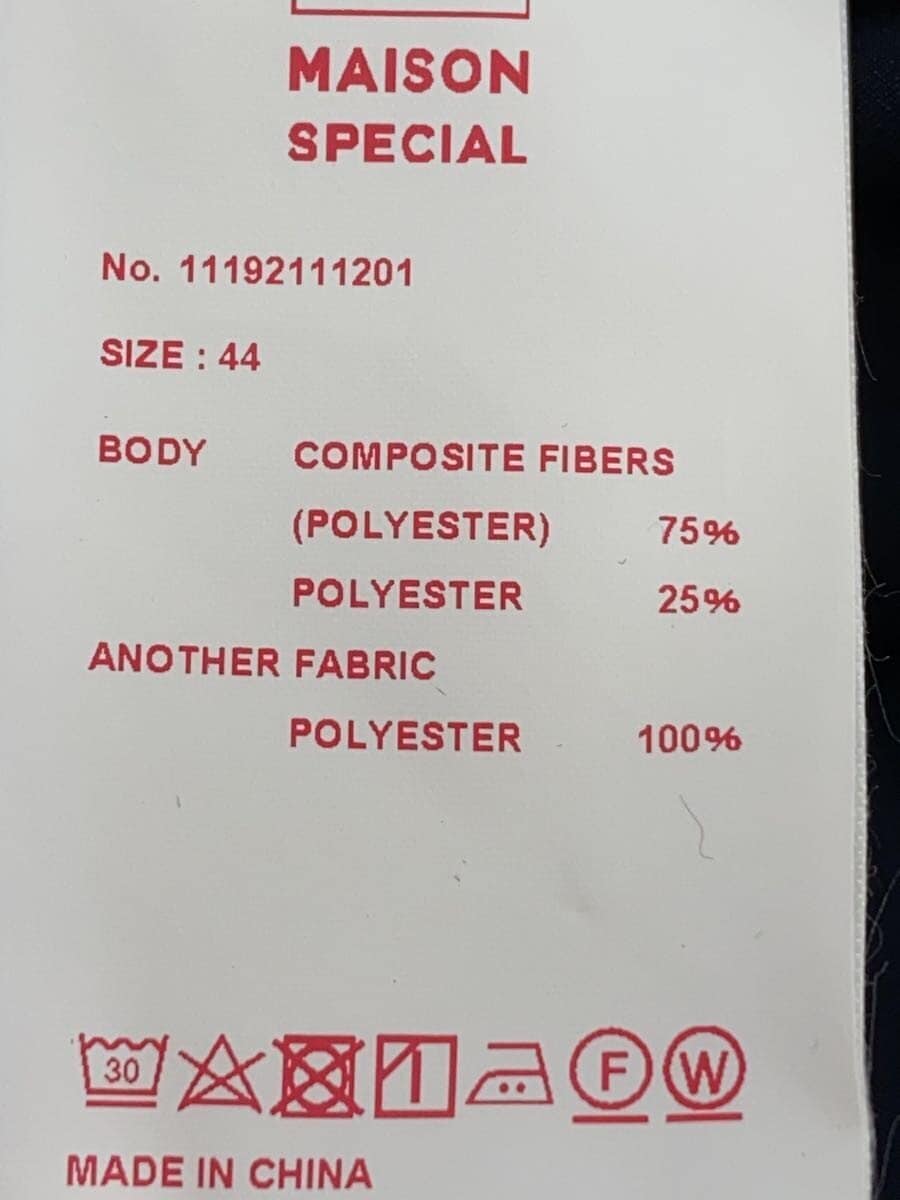 MAISON
SPECIAL
No. 11192111201
SIZE : 44
BODY COMPOSITE FIBERS
(POLYESTER) 75%
POLYESTER 25%
ANOTHER FABRIC
POLYESTER 100%
30 F W
MADE IN CHINA